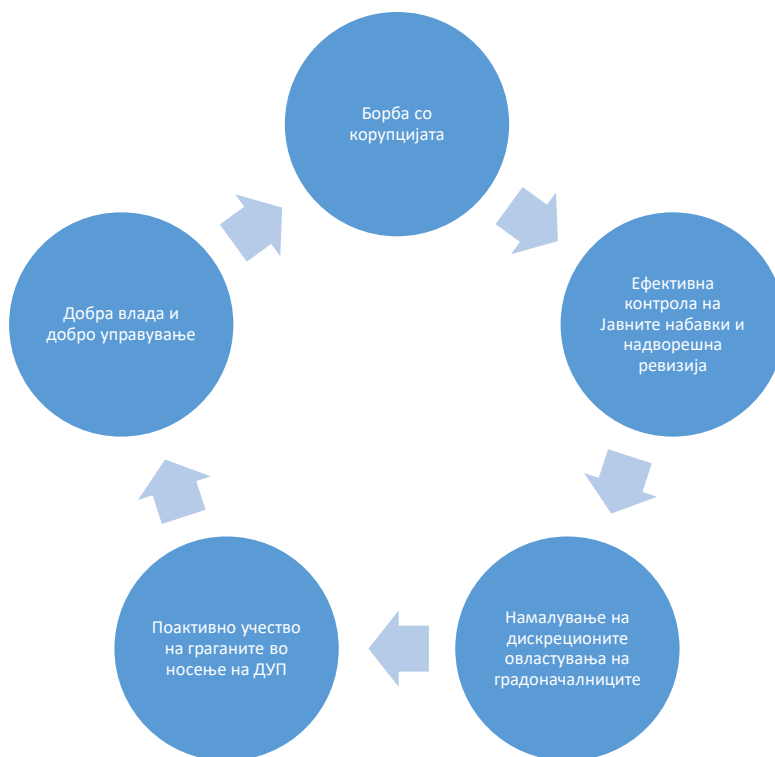 Борба со
корупцијата
Ефективна
контрола на
Јавните набавки и
надворешна
ревизија
Намалување на
дискреционите
овластувања на
градоначалниците
Поактивно учество
на граганите во
носење на ДУП
Добра влада и
добро управување